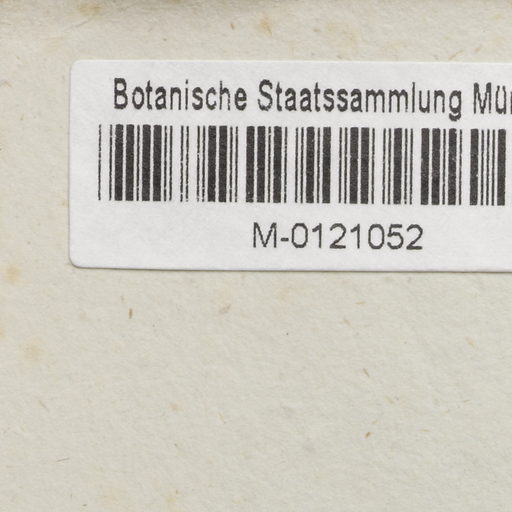 Botanische Staatssammlung Mün
M-0121052